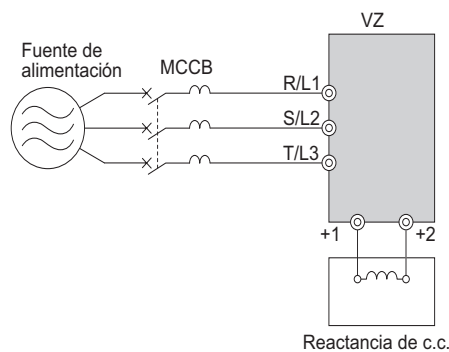 VZ
Fuente de
alimentación
MCCB
R/L1
S/L2
T/L3
+1
+2
Reactancia de c.c.